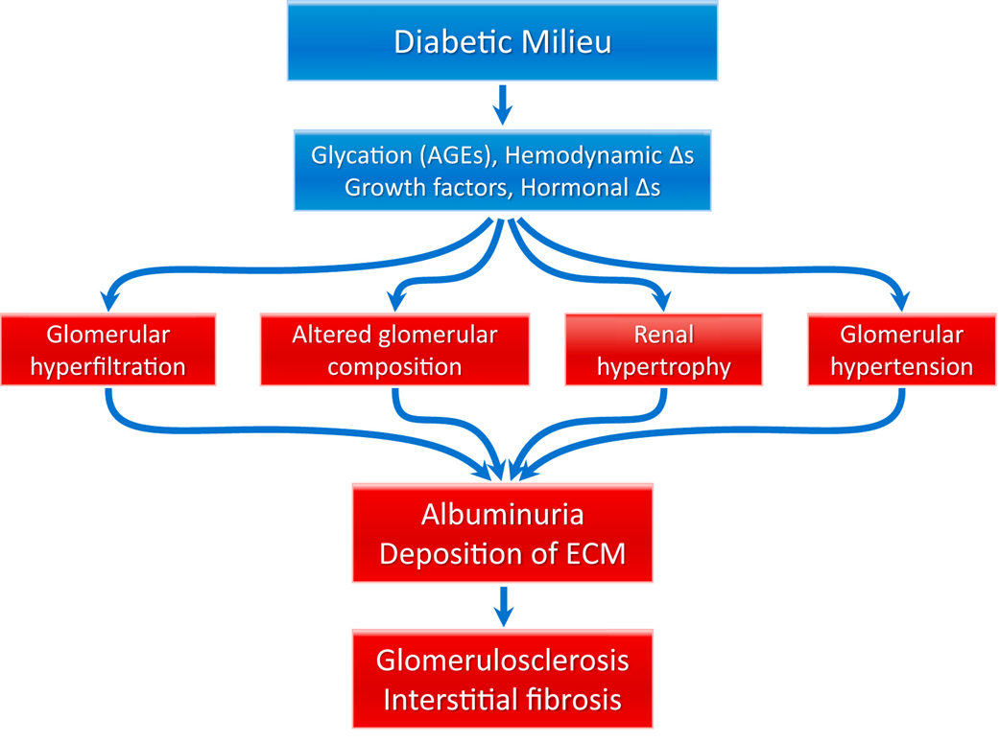 Diabetic Milieu
Glycation (AGEs), Hemodynamic Δs
Growth factors, Hormonal Δs
Glomerular
hyperfiltration
Altered glomerular
composition
Renal
hypertrophy
Glomerular
hypertension
Albuminuria
Deposition of ECM
Glomerulosclerosis
Interstitial fibrosis